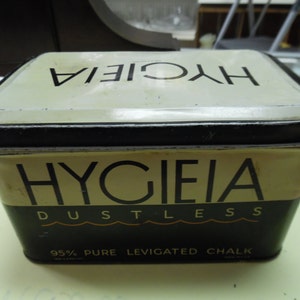 HYGIEIA
HYGIEIA
DUSTLESS
95% PURE LEVIGATED CHALK